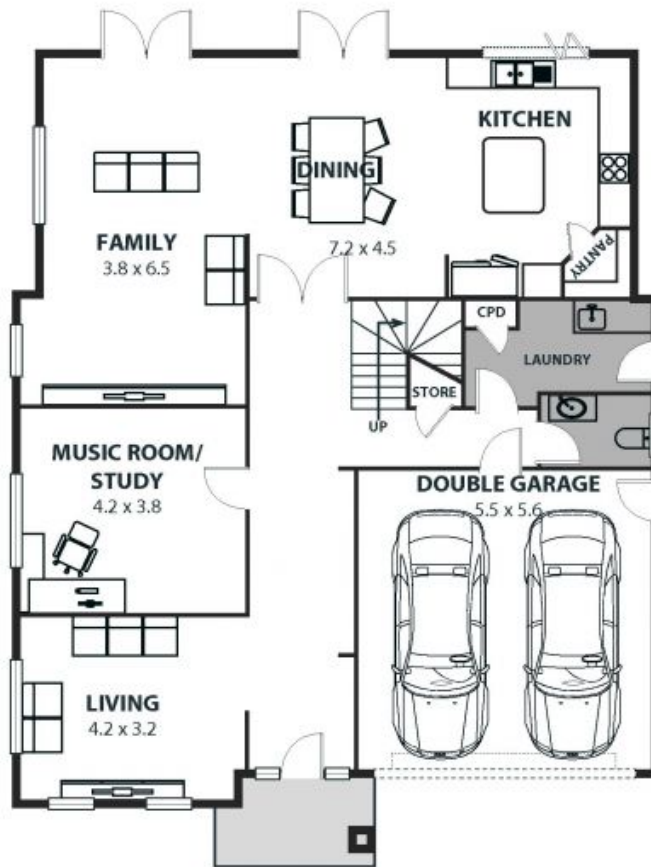 KITCHEN
DINING
7.2 x 4.5
FAMILY
3.8 x 6.5
PANTRY
CPD
LAUNDRY
STORE
UP
MUSIC ROOM/
STUDY
4.2 x 3.8
DOUBLE GARAGE
5.5 x 5.6
LIVING
4.2 x 3.2